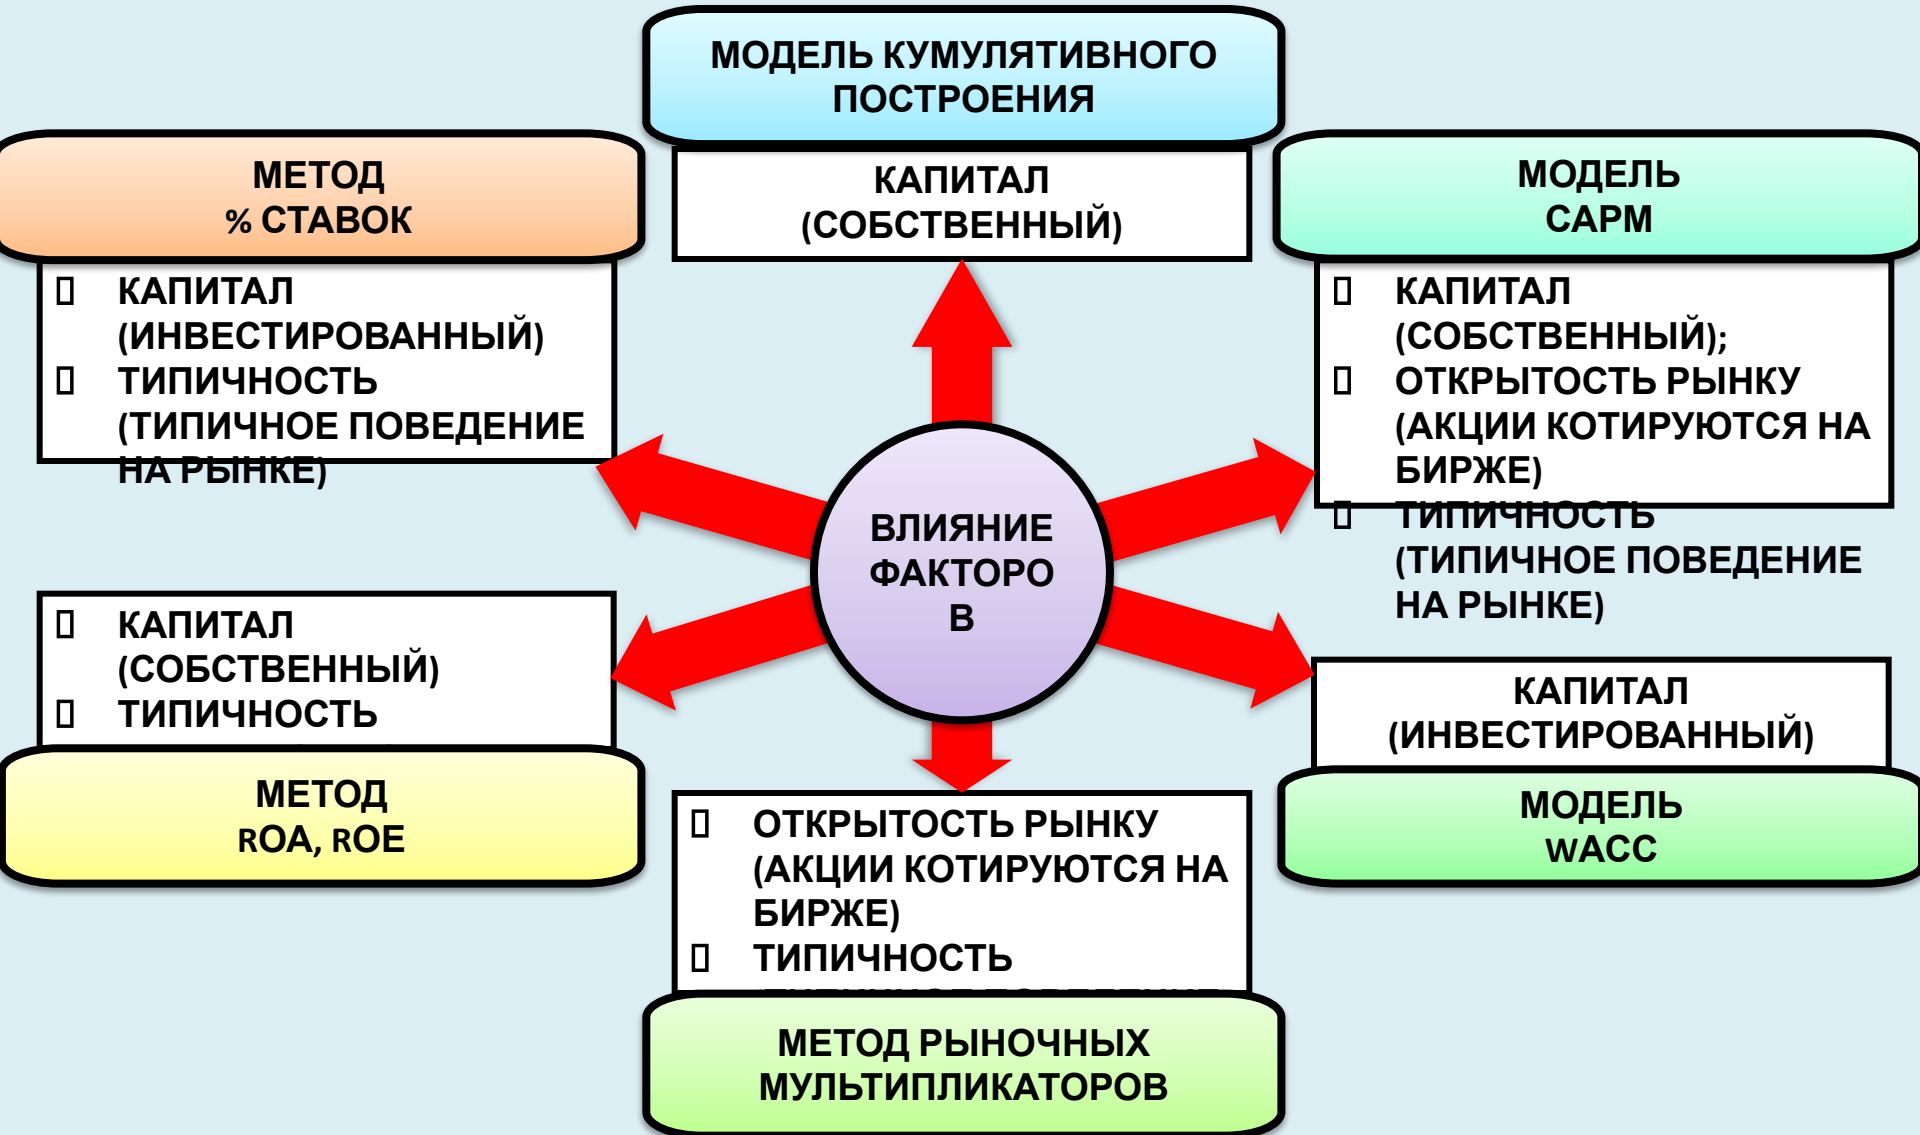 МОДЕЛЬ КУМУЛЯТИВНОГО
ПОСТРОЕНИЯ
КАПИТАЛ
(СОБСТВЕННЫЙ)
МЕТОД
% СТАВОК
КАПИТАЛ
(ИНВЕСТИРОВАННЫЙ)
ТИПИЧНОСТЬ
(ТИПИЧНОЕ ПОВЕДЕНИЕ
НА РЫНКЕ)
МОДЕЛЬ
CAPM
КАПИТАЛ
(СОБСТВЕННЫЙ);
ОТКРЫТОСТЬ РЫНКУ
(АКЦИИ КОТИРУЮТСЯ НА
БИРЖЕ)
ТИПИЧНОСТЬ
(ТИПИЧНОЕ ПОВЕДЕНИЕ
НА РЫНКЕ)
ВЛИЯНИЕ
ФАКТОРО
В
КАПИТАЛ
(СОБСТВЕННЫЙ)
ТИПИЧНОСТЬ
МЕТОД
ROA, ROE
КАПИТАЛ
(ИНВЕСТИРОВАННЫЙ)
МОДЕЛЬ
WACC
ОТКРЫТОСТЬ РЫНКУ
(АКЦИИ КОТИРУЮТСЯ НА
БИРЖЕ)
ТИПИЧНОСТЬ
МЕТОД РЫНОЧНЫХ
МУЛЬТИПЛИКАТОРОВ